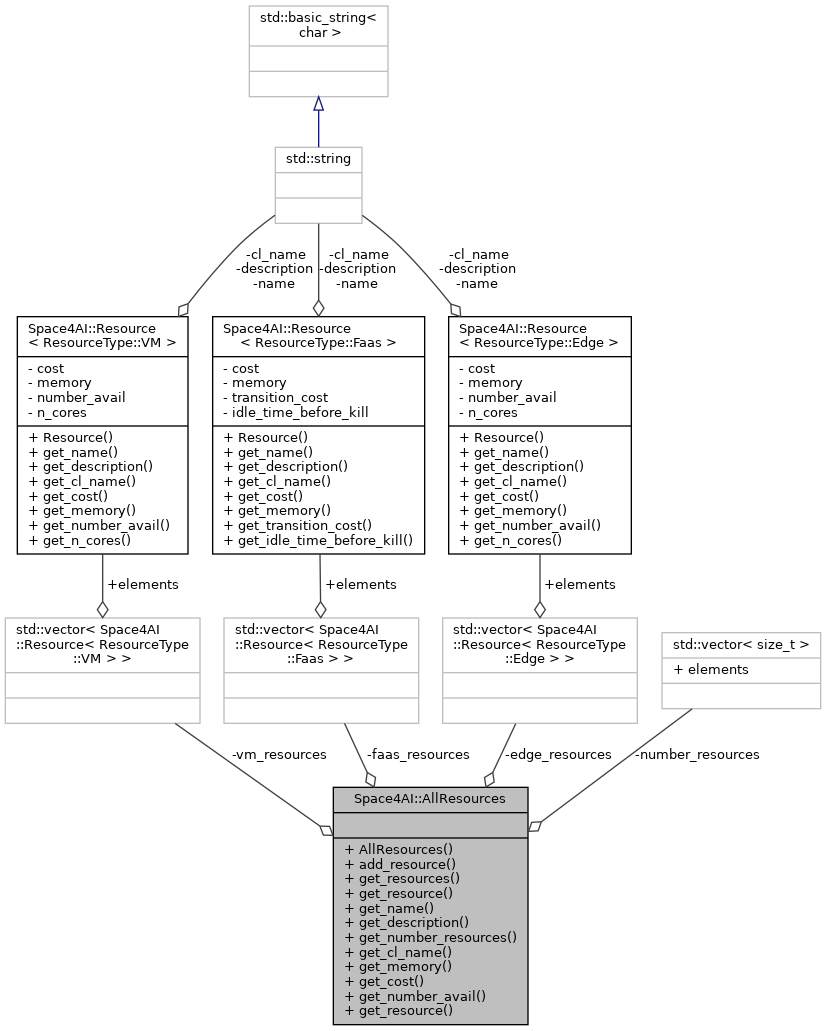 std::basic_string<
char >
std::string
-cl_name
-description
-name
-cl_name
-description
-name
-cl_name
-description
-name
Space4AI::Resource
< ResourceType::VM >
- cost
- memory
- number_avail
- n_cores
+ Resource()
+ get_name()
+ get_description()
+ get_cl_name()
+ get_cost()
+ get_memory()
+ get_number_avail()
+ get_n_cores()
Space4AI::Resource
< ResourceType::Faas >
- cost
- memory
- transition_cost
- idle_time_before_kill
+ Resource()
+ get_name()
+ get_description()
+ get_cl_name()
+ get_cost()
+ get_memory()
+ get_transition_cost()
+ get_idle_time_before_kill()
Space4AI::Resource
< ResourceType::Edge >
- cost
- memory
- number_avail
- n_cores
+ Resource()
+ get_name()
+ get_description()
+ get_cl_name()
+ get_cost()
+ get_memory()
+ get_number_avail()
+ get_n_cores()
+elements
+elements
+elements
std::vector< Space4AI
::Resource< ResourceType
::VM > >
std::vector< Space4AI
::Resource< ResourceType
::Faas > >
std::vector< Space4AI
::Resource< ResourceType
::Edge > >
std::vector< size_t >
+ elements
-vm_resources
-faas_resources
-edge_resources
-number_resources
Space4AI::AllResources
+ AllResources()
+ add_resource()
+ get_resources()
+ get_resource()
+ get_name()
+ get_description()
+ get_number_resources()
+ get_cl_name()
+ get_memory()
+ get_cost()
+ get_number_avail()
+ get_resource()